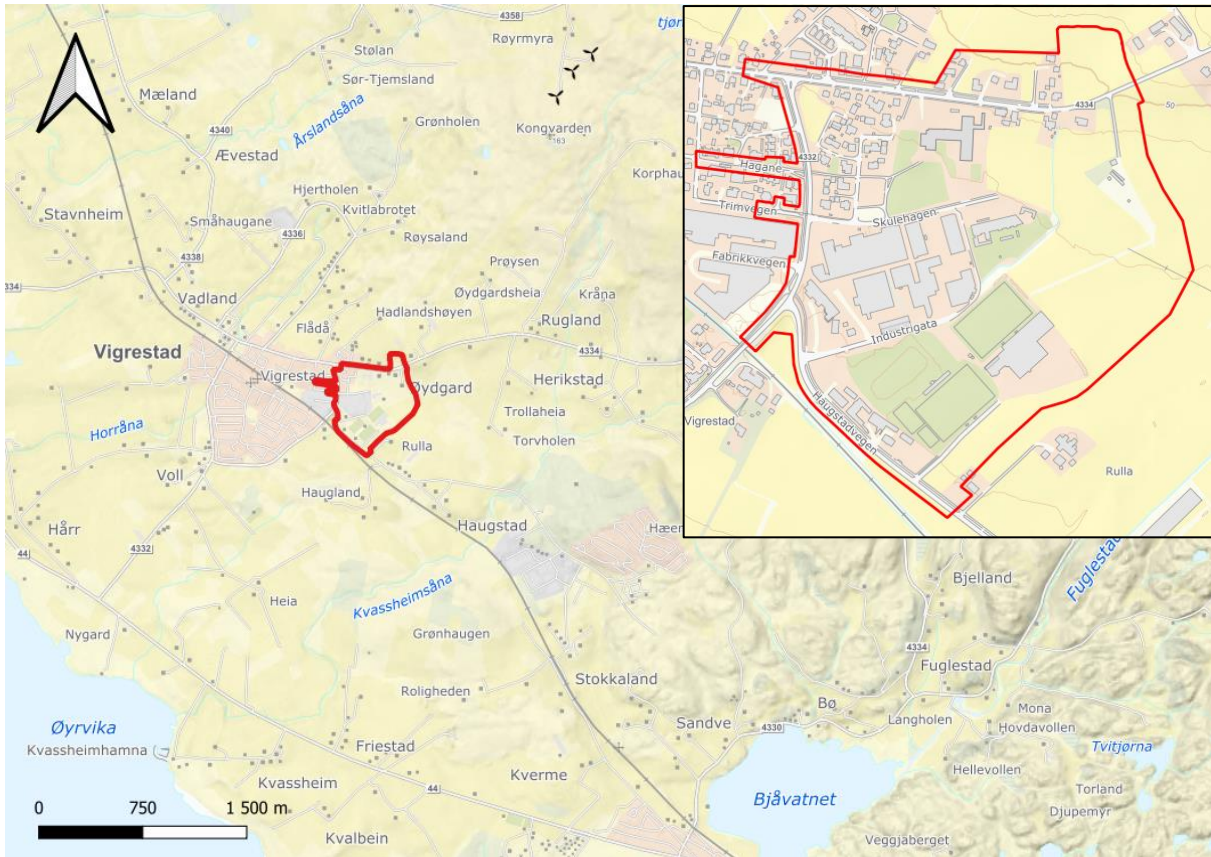 4358
Røyrmyra
tjør
Stølan
Sør-Tjemsland
Mæland
4340
Årslandsåna
Grønholen
Kongvarden
163
Ævestad
Korphau
Hjertholen
Kvitlabrotet
Stavnheim
Småhaugane
4336
Røysaland
4338
Prøysen
334
Øydgardsheia
Kråna
Vadland
Hadlandshøyen
Flådå
Rugland
Vigrestad
4334
Vigrestad
Øydgard
Herikstad
Trollaheia
Horråna
Rulla
Torvholen
Voll
Haugland
Hårr
Haugstad
Hæen
44
4332
Kvassheimsåna
Bjelland
Fuglestad
Heia
Nygard
Grønhaugen
4334
Fuglestad
Stokkaland
Roligheden
Bø
Mona
Sandve
Langholen
Hovdavollen
Øyrvika
4330
Kvassheimhamna
Friestad
Tvitjørna
Kvassheim
Kverme
Hellevollen
44
Bjåvatnet
Torland
0 750 1 500 m
Djupemyr
Kvalbein
Veggjaberget
4334
50
4332
Hagane
Trimvegen
Skulehagen
Fabrikkvegen
Industrigata
Haugstadvegen
Vigrestad
Rulla